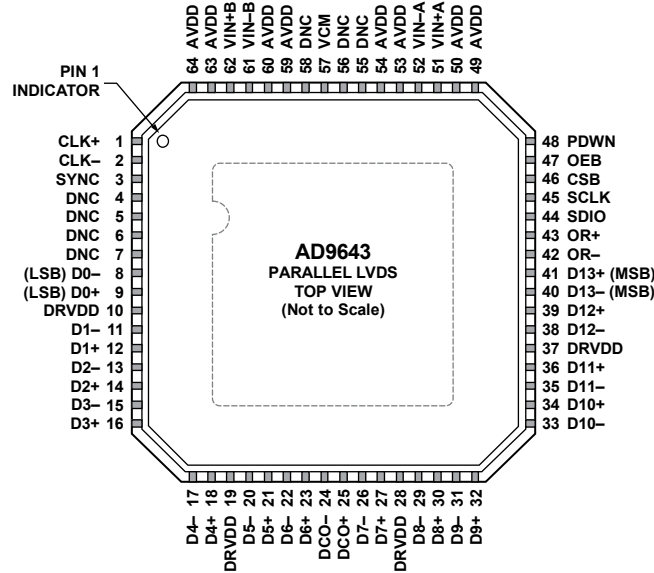 64 AVDD
63 AVDD
62 VIN+B
61 VIN–B
60 AVDD
59 AVDD
58 DNC
57 VCM
56 DNC
55 DNC
54 AVDD
53 AVDD
52 VIN–A
51 VIN+A
50 AVDD
49 AVDD
PIN 1
INDICATOR
CLK+ 1
CLK– 2
SYNC 3
DNC 4
DNC 5
DNC 6
DNC 7
(LSB) D0– 8
(LSB) D0+ 9
DRVDD 10
D1– 11
D1+ 12
D2– 13
D2+ 14
D3– 15
D3+ 16
AD9643
PARALLEL LVDS
TOP VIEW
(Not to Scale)
48 PDWN
47 OEB
46 CSB
45 SCLK
44 SDIO
43 OR+
42 OR–
41 D13+ (MSB)
40 D13– (MSB)
39 D12+
38 D12–
37 DRVDD
36 D11+
35 D11–
34 D10+
33 D10–
D4– 17
D4+ 18
DRVDD 19
D5– 20
D5+ 21
D6– 22
D6+ 23
DCO– 24
DCO+ 25
D7– 26
D7+ 27
DRVDD 28
D8– 29
D8+ 30
D9– 31
D9+ 32